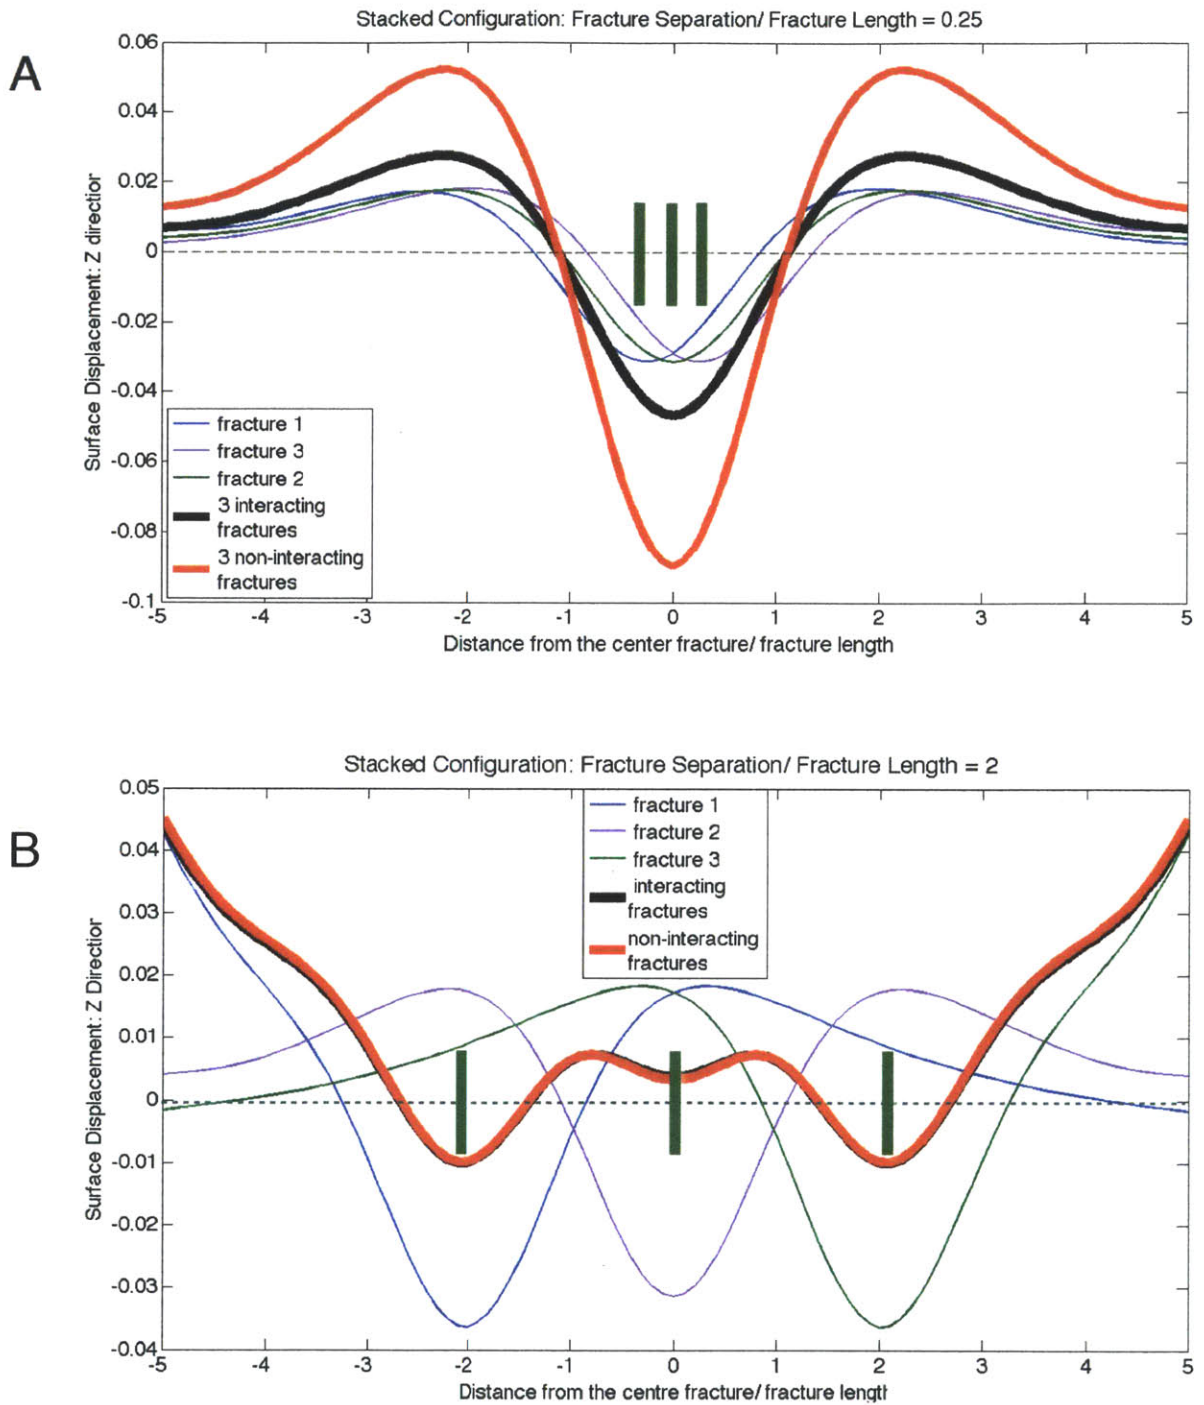 Stacked Configuration: Fracture Separation/ Fracture Length = 0.25
A
0.06
0.04
0.02
0
-0.02
-0.04
-0.06
-0.08
-0.1
Surface Displacement: Z directior
fracture 1
fracture 3
fracture 2
3 interacting
fractures
3 non-interacting
fractures
-5 -4 -3 -2 -1 0 1 2 3 4 5
Distance from the center fracture/ fracture length
Stacked Configuration: Fracture Separation/ Fracture Length = 2
B
0.05
0.04
0.03
0.02
0.01
0
-0.01
-0.02
-0.03
-0.04
Surface Displacement: Z Directior
fracture 1
fracture 2
fracture 3
interacting
fractures
non-interacting
fractures
-5 -4 -3 -2 -1 0 1 2 3 4 5
Distance from the centre fracture/ fracture length